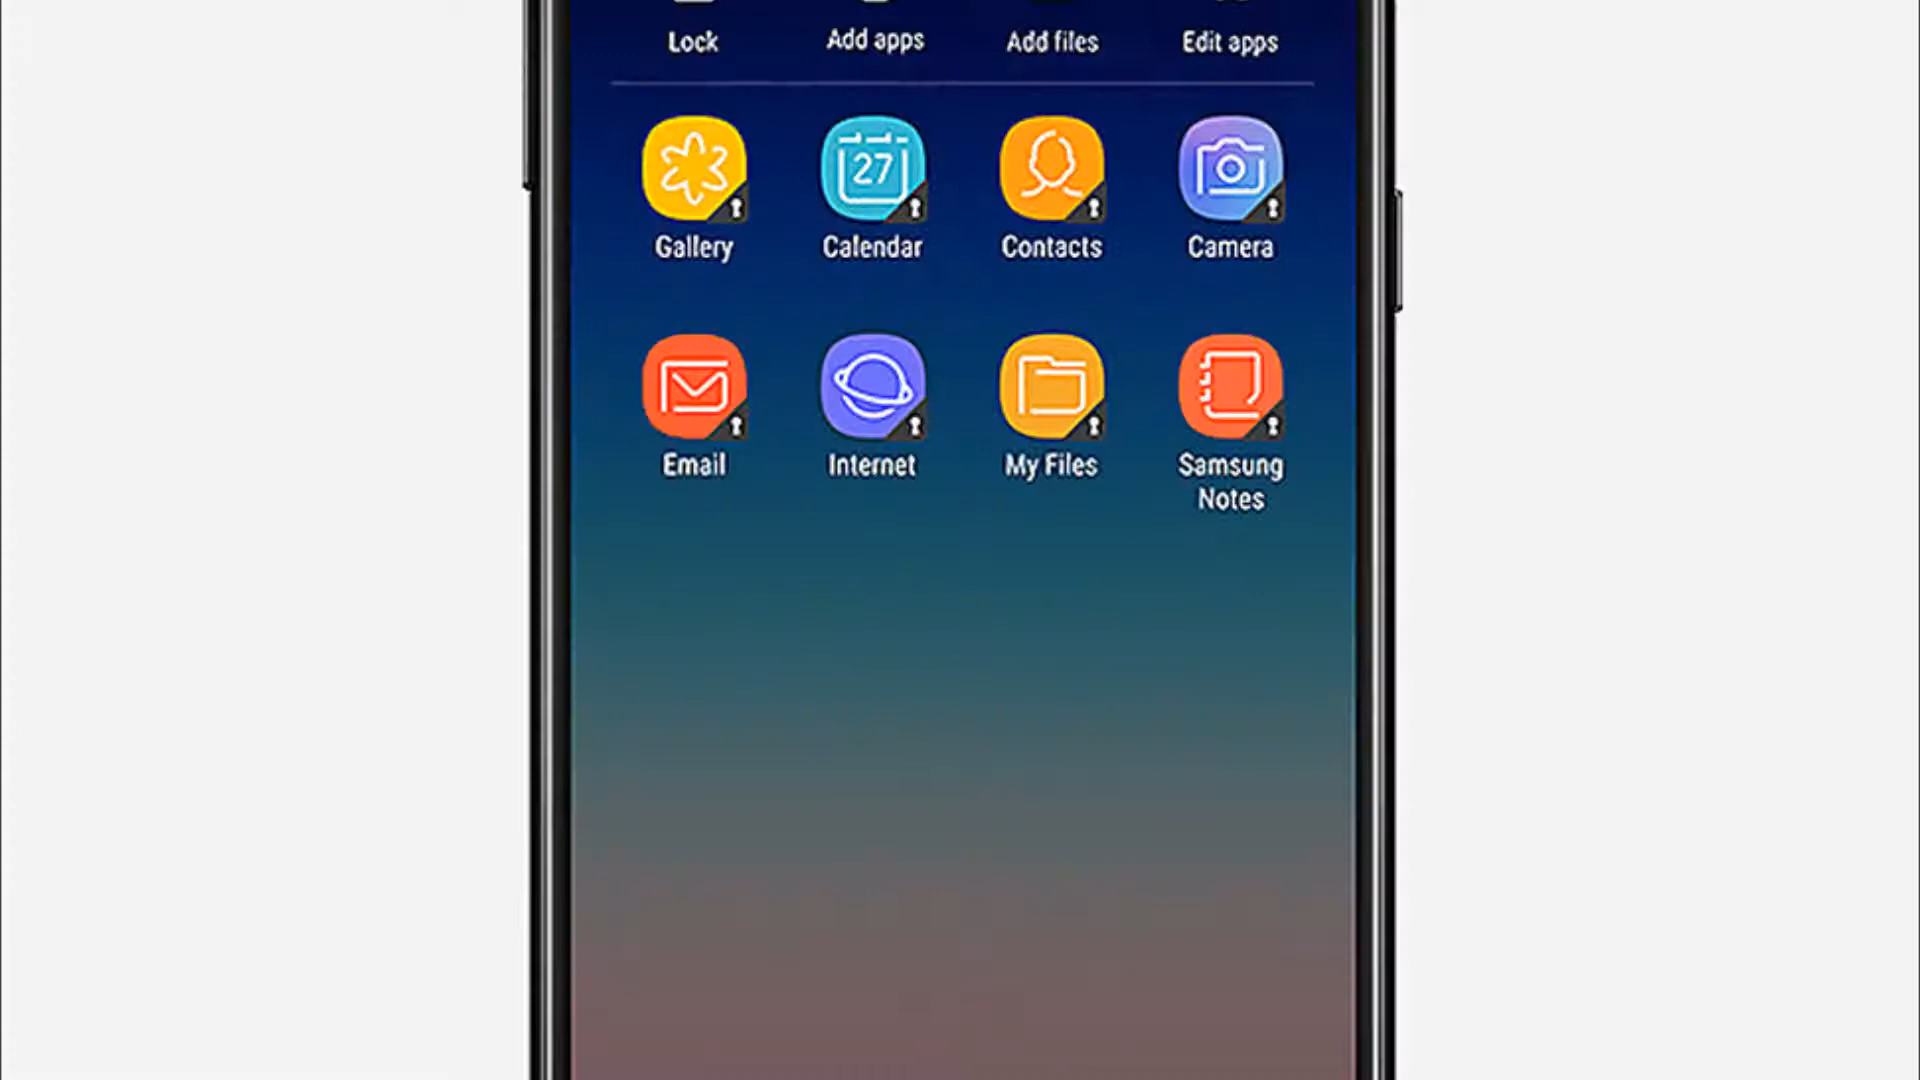 Lock Add apps Add files Edit apps
27
Gallery Calendar Contacts Camera
Email Internet My Files Samsung
Notes